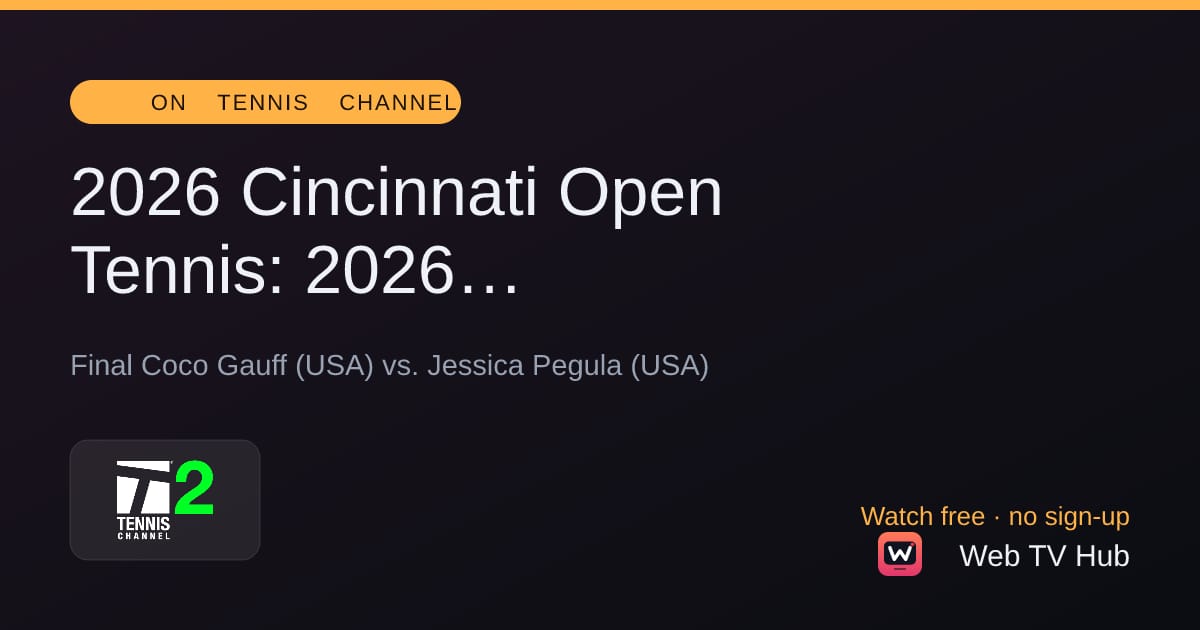 ON TENNIS CHANNEL
2026 Cincinnati Open
Tennis: 2026…
Final Coco Gauff (USA) vs. Jessica Pegula (USA)
T2
TENNIS
CHANNEL
Watch free · no sign-up
W
Web TV Hub